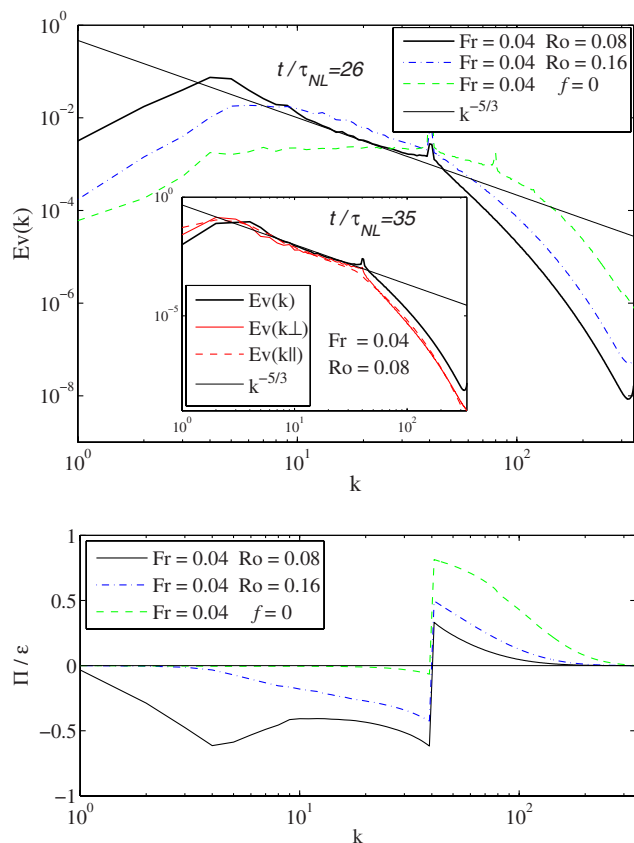 10^0
10^-2
10^-4
10^-6
10^-8
Ev(k)
t / τ_NL=26
Fr = 0.04 Ro = 0.08
Fr = 0.04 Ro = 0.16
Fr = 0.04 f = 0
k^-5/3
10^0
10^-5
t / τ_NL=35
Ev(k)
Ev(k⊥)
Ev(k||)
k^-5/3
Fr = 0.04
Ro = 0.08
10^0 10^1 10^2
10^0 10^1 10^2
k
1
0.5
0
−0.5
−1
Π / ε
Fr = 0.04 Ro = 0.08
Fr = 0.04 Ro = 0.16
Fr = 0.04 f = 0
10^0 10^1 10^2
k